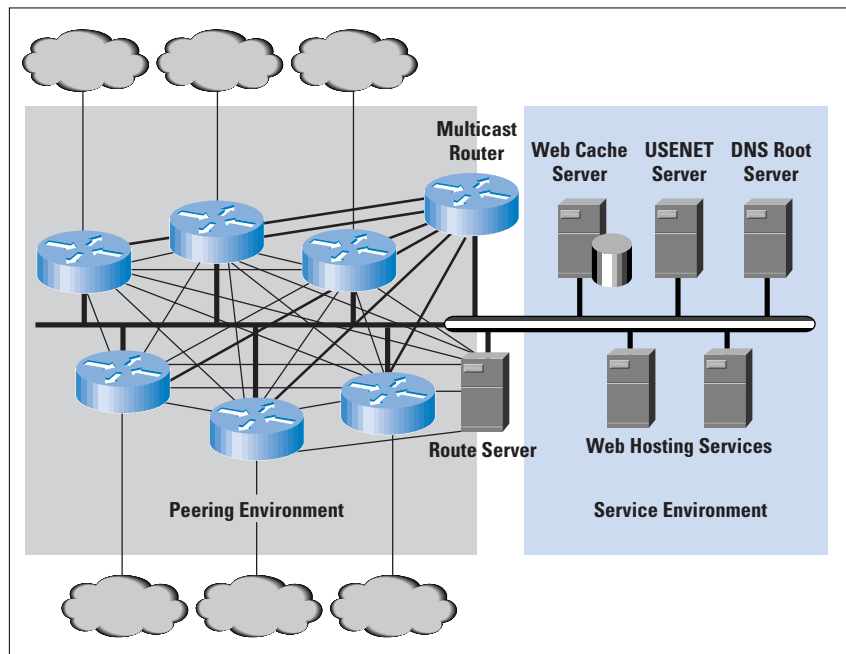 Multicast
Router
Web Cache
Server
USENET
Server
DNS Root
Server
Route Server
Web Hosting Services
Peering Environment
Service Environment